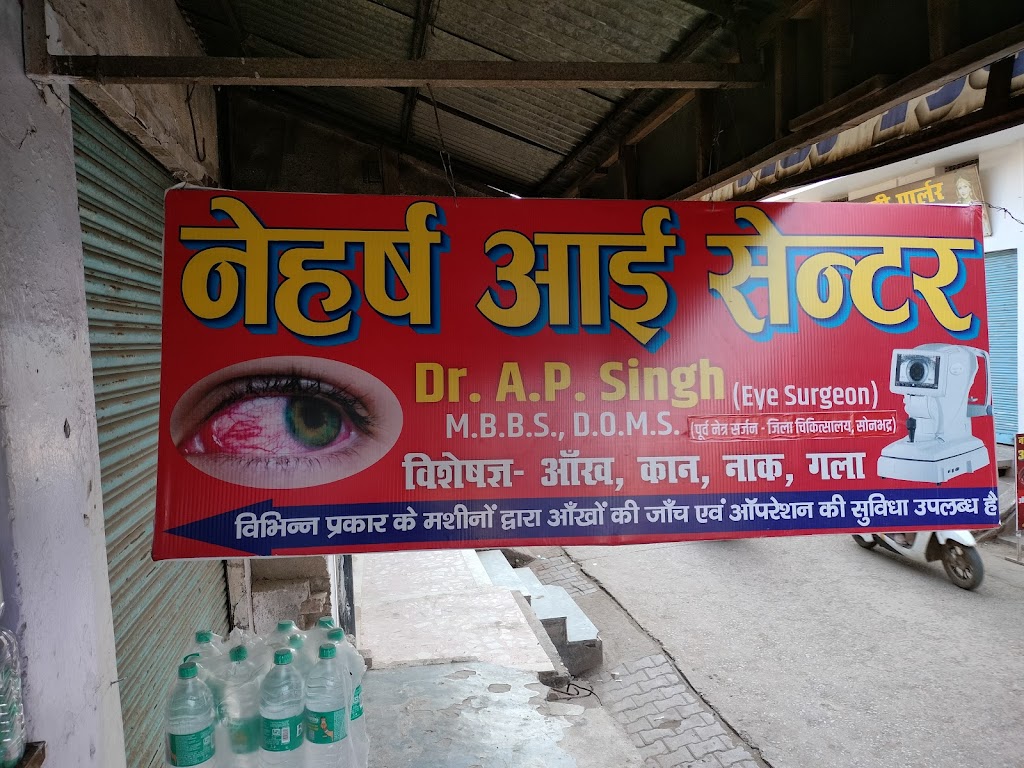 नेहर्ष आई सेन्टर
Dr. A.P. Singh (Eye Surgeon)
M.B.B.S., D.O.M.S. पूर्व नेत्र सर्जन - जिला चिकित्सालय, सोनभद्र
विशेषज्ञ- आँख, कान, नाक, गला
विभिन्न प्रकार के मशीनों द्वारा आँखों की जाँच एवं ऑपरेशन की सुविधा उपलब्ध है
पार्लर